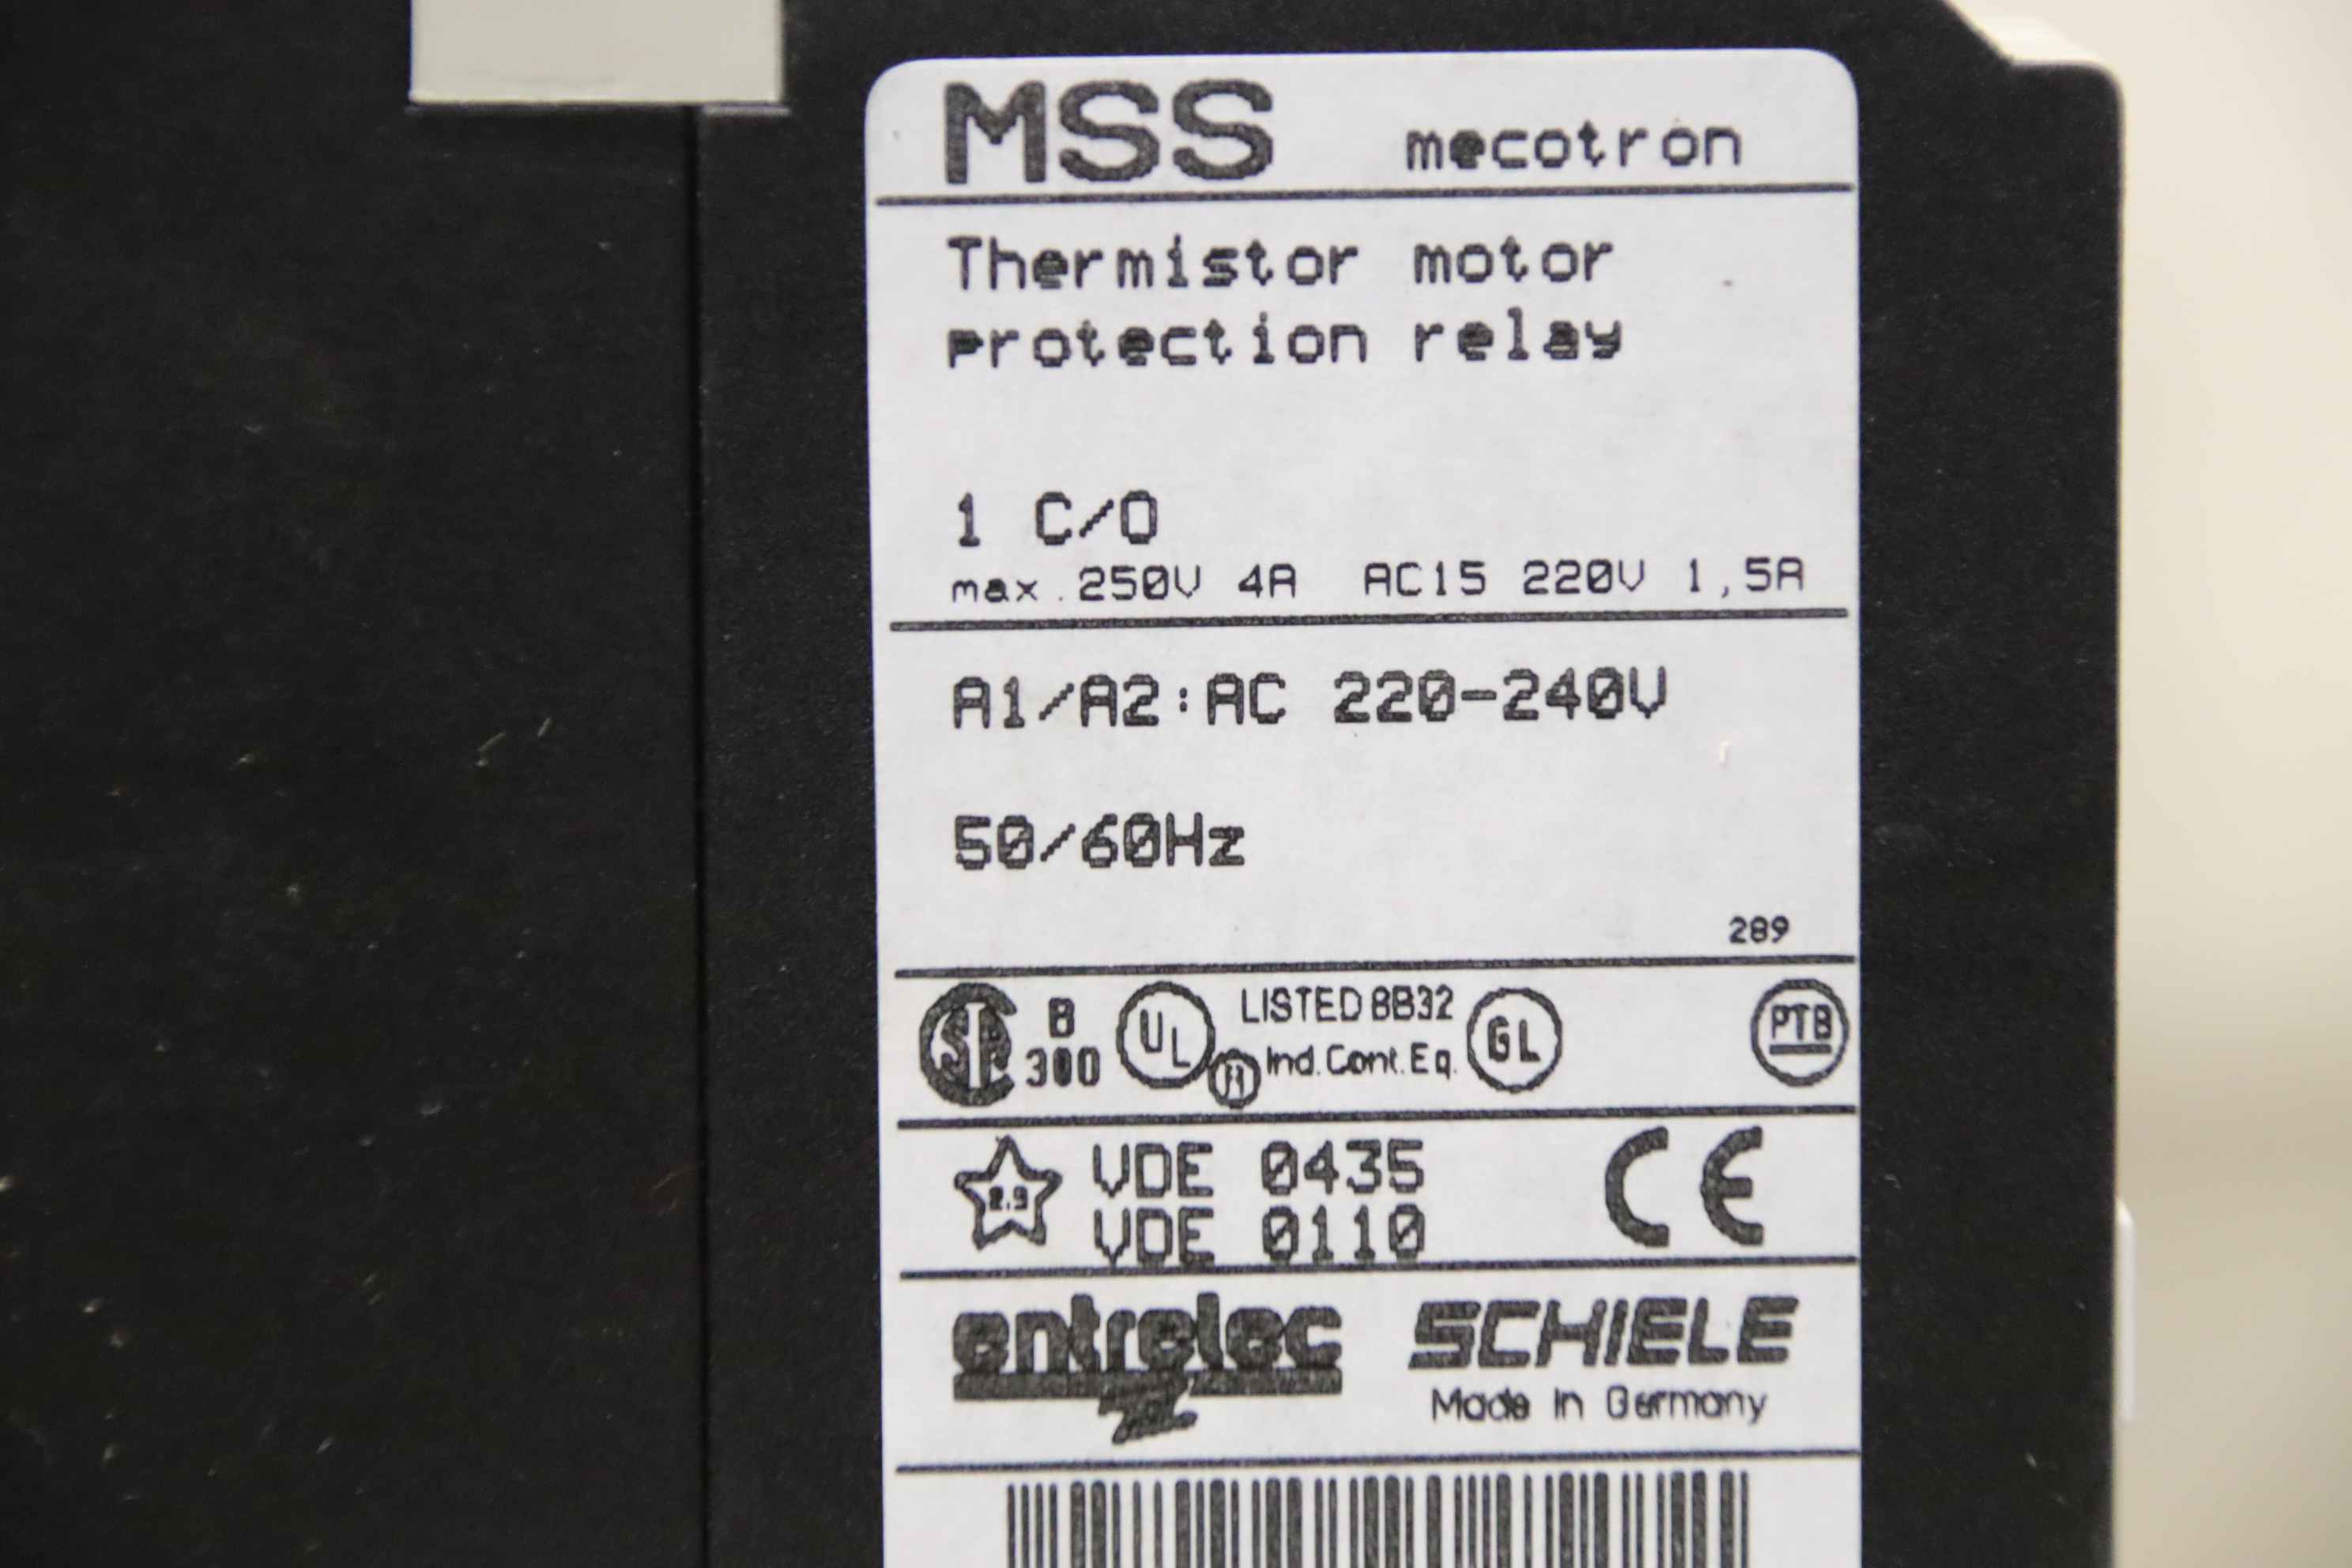 MSS mecotron
Thermistor motor
protection relay
1 C/O
max. 250V 4A AC15 220V 1,5A
A1/A2:AC 220-240V
50/60Hz
289
B
300
UL
LISTED 8B32
Ind. Cont. Eq.
GL
PTB
VDE 0435
VDE 0110
CE
entrelec SCHIELE
Made in Germany